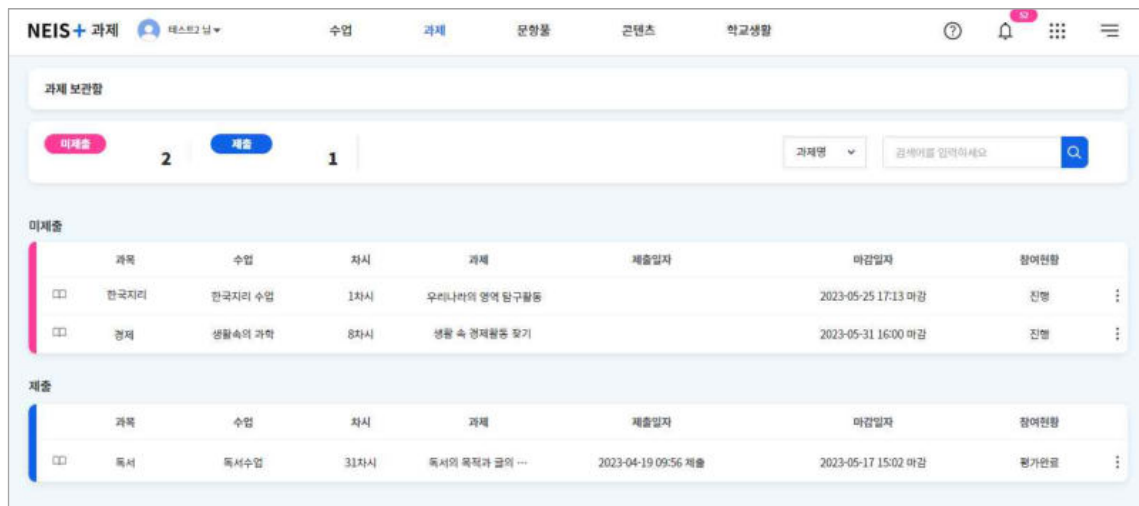 NEIS+ 과제 테스트2 님 수업 과제 문항풀 콘텐츠 학교생활 52
과제 보관함
미제출 2 제출 1 과제명 검색어를 입력하세요
미제출
과목 수업 차시 과제 제출일자 마감일자 참여현황
한국지리 한국지리 수업 1차시 우리나라의 영역 탐구활동 2023-05-25 17:13 마감 진행
경제 생활속의 과학 8차시 생활 속 경제활동 찾기 2023-05-31 16:00 마감 진행
제출
과목 수업 차시 과제 제출일자 마감일자 참여현황
독서 독서수업 31차시 독서의 목적과 글의 … 2023-04-19 09:56 제출 2023-05-17 15:02 마감 평가완료